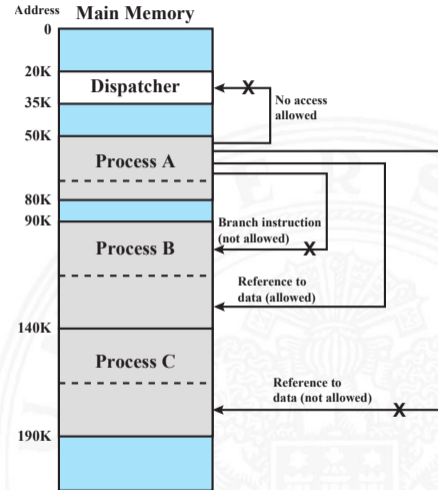 Address Main Memory
0
20K
Dispatcher
35K
No access
allowed
50K
Process A
80K
90K
Branch instruction
(not allowed)
Process B
Reference to
data (allowed)
140K
Process C
Reference to
data (not allowed)
190K
X
X
X